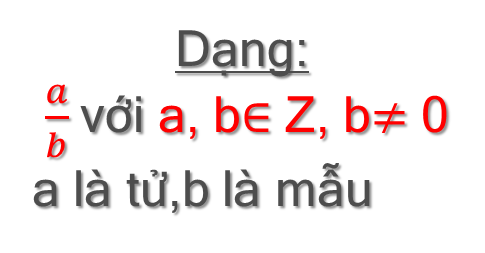 Dạng:
a/b với a, b∈ Z, b≠ 0
a là tử,b là mẫu